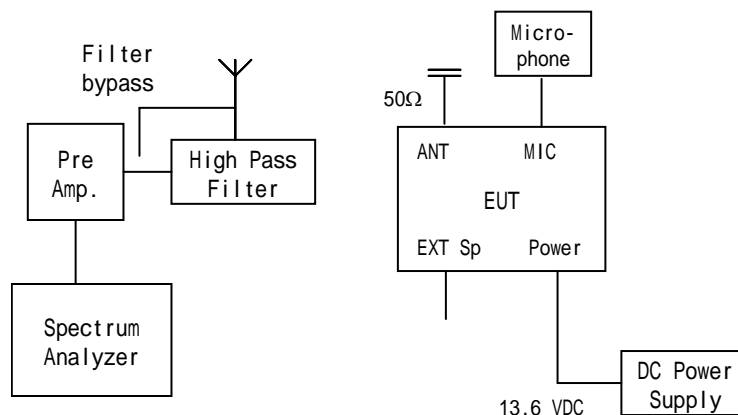 Filter
bypass
Pre
Amp.
High Pass
Filter
Spectrum
Analyzer
Micro-
phone
50Ω
ANT MIC
EUT
EXT Sp Power
13.6 VDC
DC Power
Supply